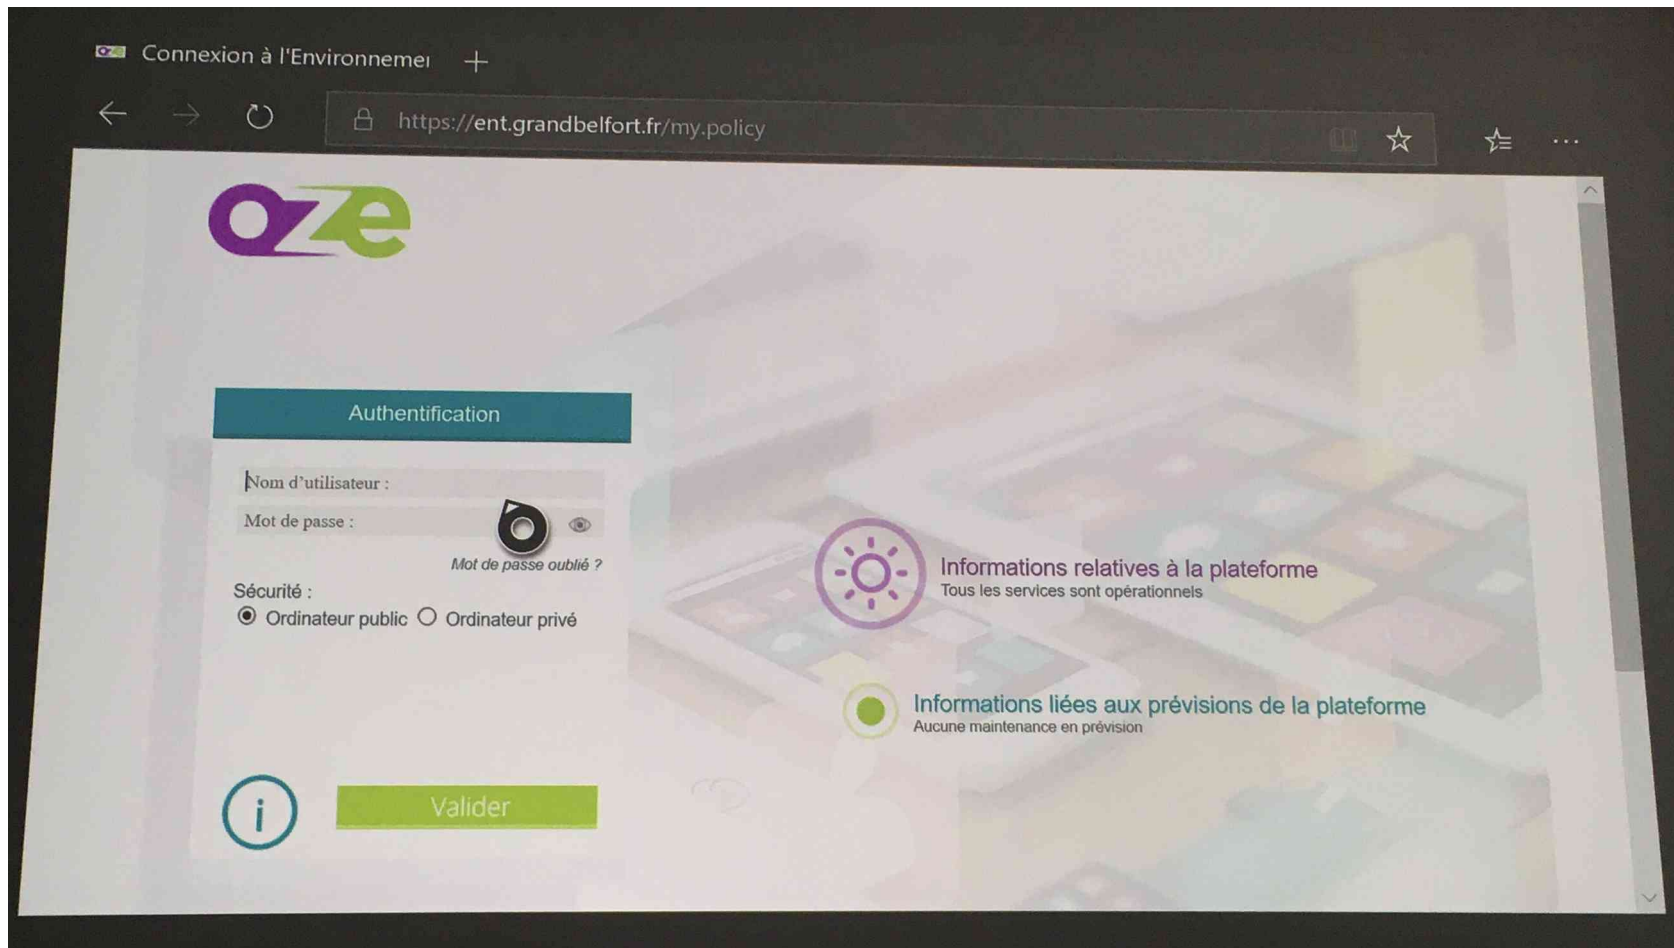 oze Connexion à l'Environnemer
https://ent.grandbelfort.fr/my.policy
oze
Authentification
Nom d'utilisateur :
Mot de passe :
Mot de passe oublié ?
Sécurité :
Ordinateur public Ordinateur privé
i Valider
Informations relatives à la plateforme
Tous les services sont opérationnels
Informations liées aux prévisions de la plateforme
Aucune maintenance en prévision